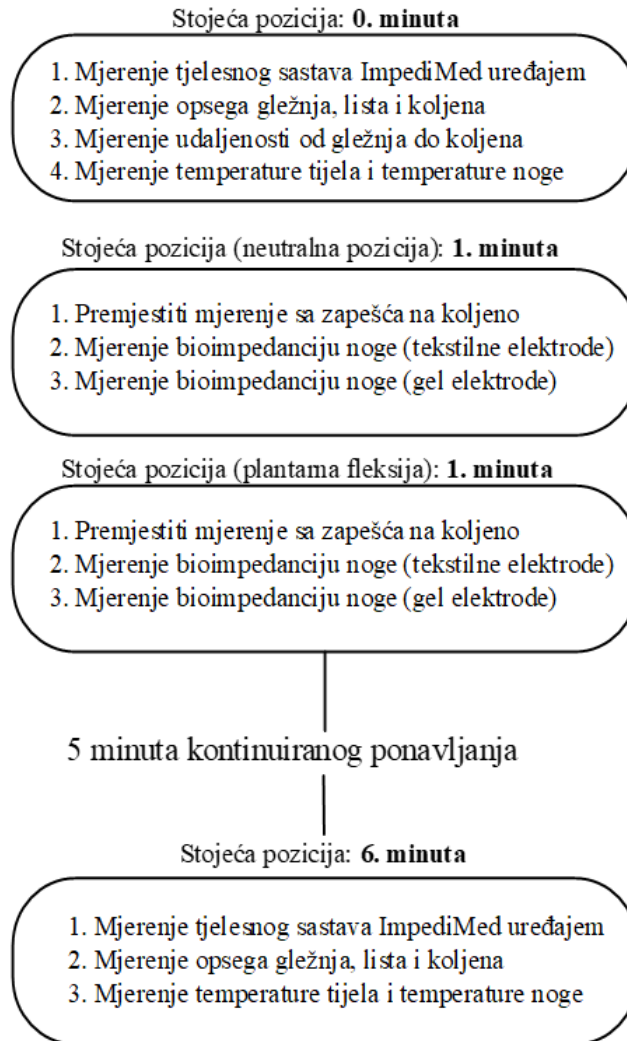 Stojeća pozicija: 0. minuta
1. Mjerenje tjelesnog sastava ImpediMed uređajem
2. Mjerenje opsega gležnja, lista i koljena
3. Mjerenje udaljenosti od gležnja do koljena
4. Mjerenje temperature tijela i temperature noge
Stojeća pozicija (neutralna pozicija): 1. minuta
1. Premjestiti mjerenje sa zapešća na koljeno
2. Mjerenje bioimpedanciju noge (tekstilne elektrode)
3. Mjerenje bioimpedanciju noge (gel elektrode)
Stojeća pozicija (plantarna fleksija): 1. minuta
1. Premjestiti mjerenje sa zapešća na koljeno
2. Mjerenje bioimpedanciju noge (tekstilne elektrode)
3. Mjerenje bioimpedanciju noge (gel elektrode)
5 minuta kontinuiranog ponavljanja
Stojeća pozicija: 6. minuta
1. Mjerenje tjelesnog sastava ImpediMed uređajem
2. Mjerenje opsega gležnja, lista i koljena
3. Mjerenje temperature tijela i temperature noge